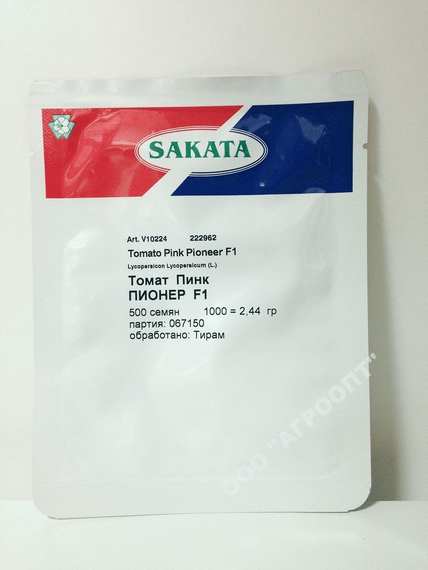 SAKATA
Art. V10224 222962
Tomato Pink Pioneer F1
Lycopersicon Lycopersicum (L.)
Томат Пинк
ПИОНЕР F1
500 семян 1000 = 2,44 гр
партия: 067150
обработано: Тирам
ООО "АГРООПТ"